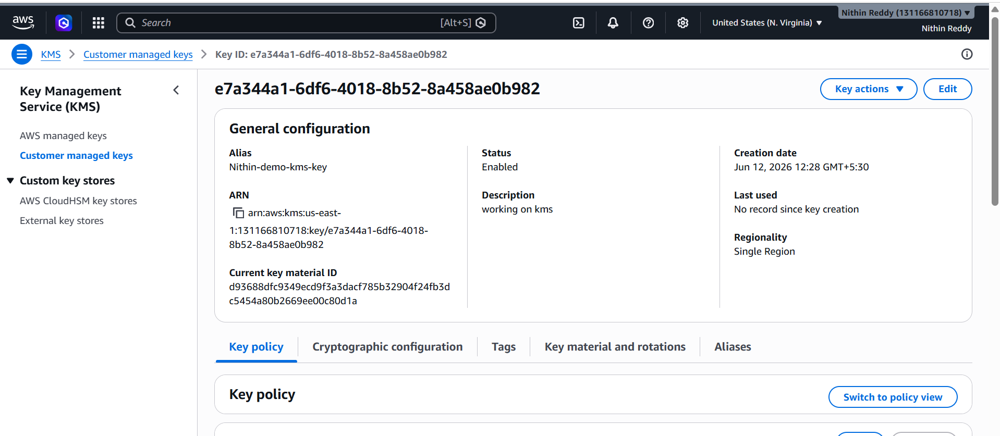 aws
Search
[Alt+S]
United States (N. Virginia)
Nithin Reddy (131166810718)
Nithin Reddy
KMS
Customer managed keys
Key ID: e7a344a1-6df6-4018-8b52-8a458ae0b982
Key Management
Service (KMS)
AWS managed keys
Customer managed keys
Custom key stores
AWS CloudHSM key stores
External key stores
e7a344a1-6df6-4018-8b52-8a458ae0b982
Key actions
Edit
General configuration
Alias
Nithin-demo-kms-key
ARN
arn:aws:kms:us-east-
1:131166810718:key/e7a344a1-6df6-4018-
8b52-8a458ae0b982
Current key material ID
d93688dfc9349ecd9f3a3dacf785b32904f24fb3d
c5454a80b2669ee00c80d1a
Status
Enabled
Description
working on kms
Creation date
Jun 12, 2026 12:28 GMT+5:30
Last used
No record since key creation
Regionality
Single Region
Key policy
Cryptographic configuration
Tags
Key material and rotations
Aliases
Key policy
Switch to policy view